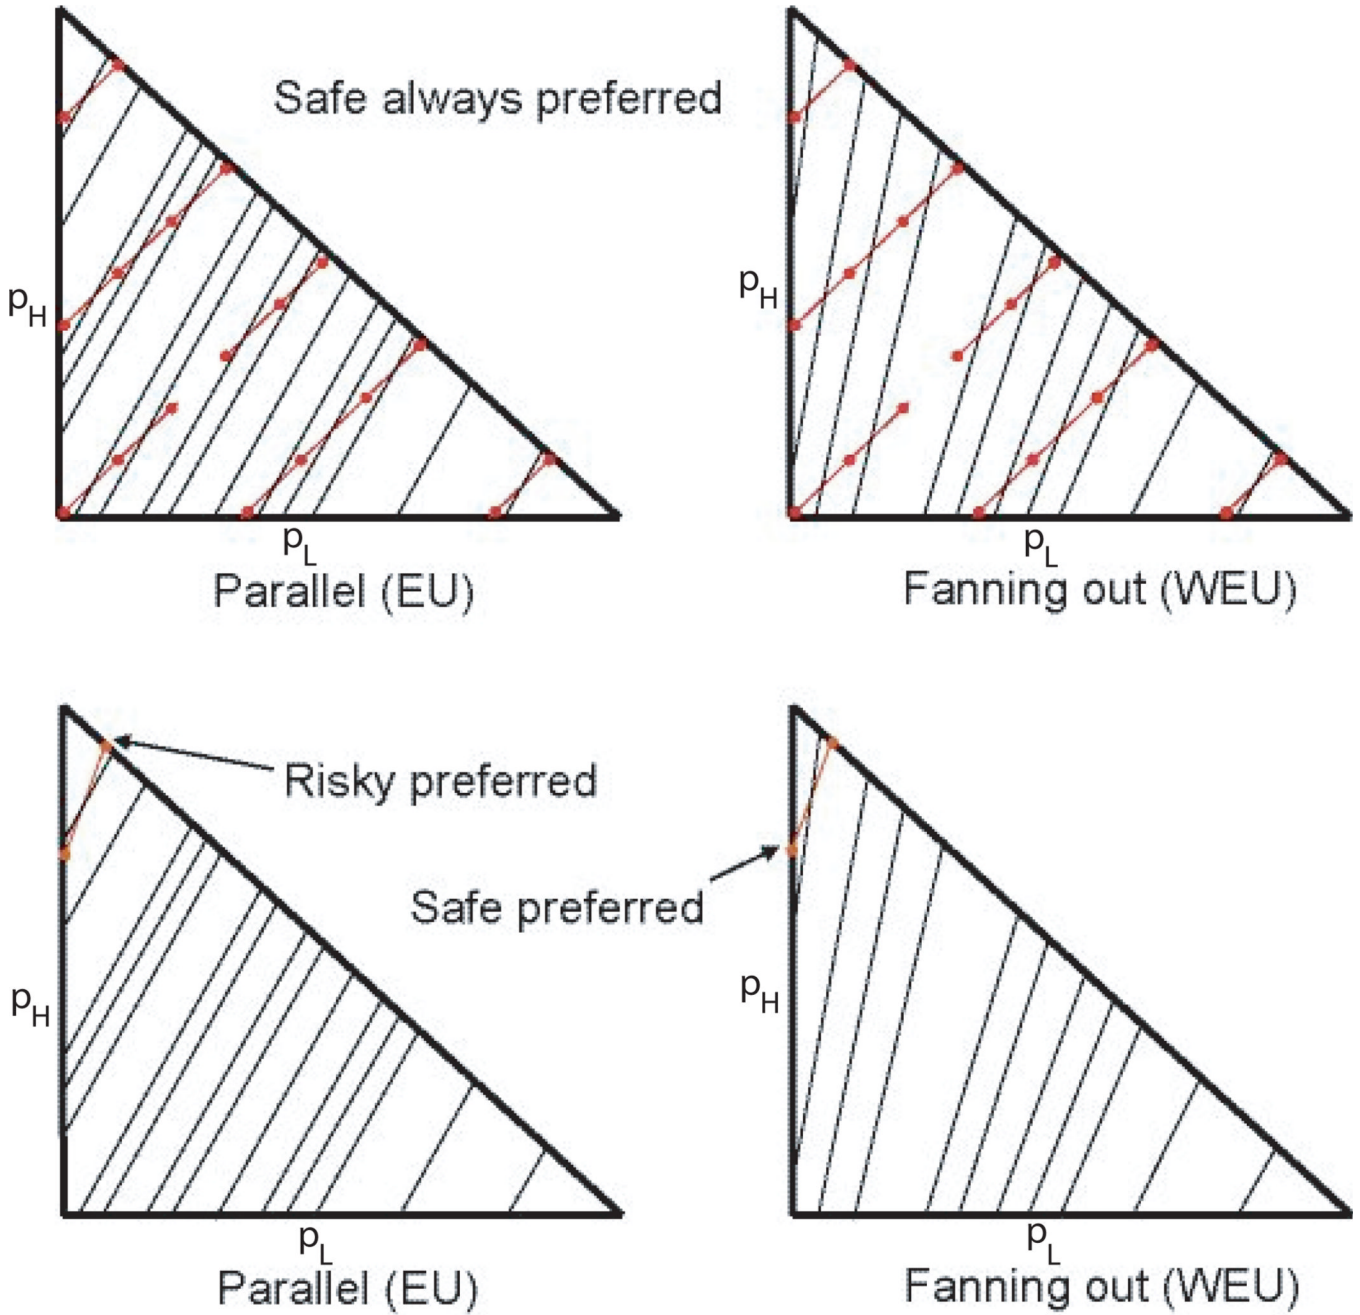 Safe always preferred
pH
pH
pL
pL
Parallel (EU)
Fanning out (WEU)
Risky preferred
Safe preferred
pH
pH
pL
pL
Parallel (EU)
Fanning out (WEU)